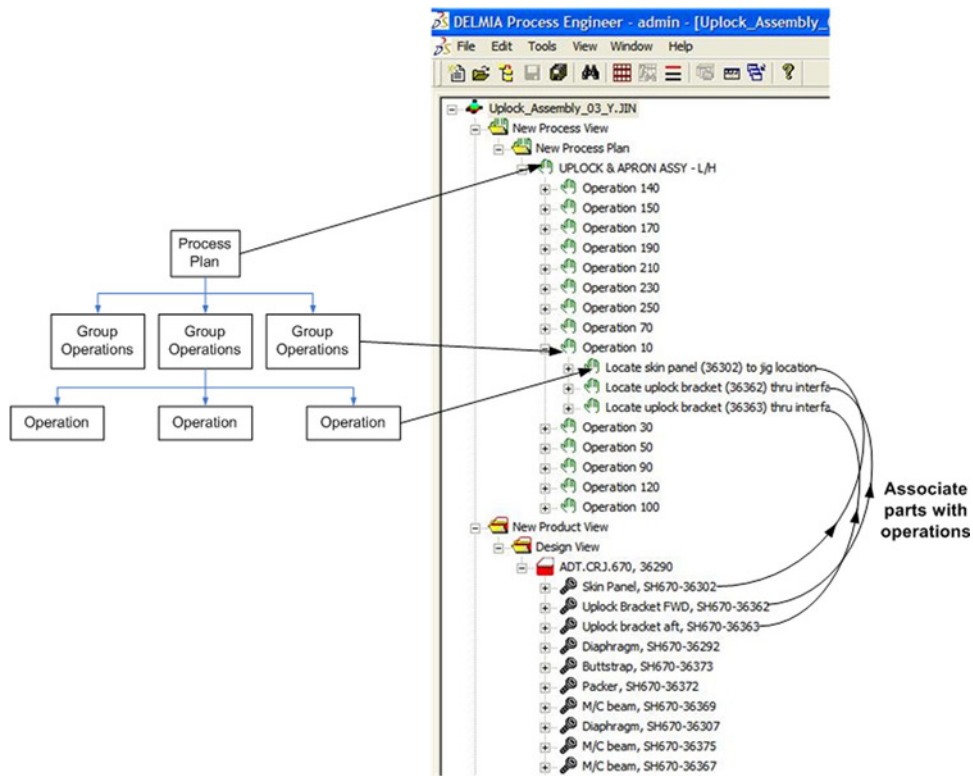 DELMIA Process Engineer - admin - [Uplock_Assembly_
File Edit Tools View Window Help
Uplock_Assembly_03_Y.JIN
New Process View
New Process Plan
UPLOCK & APRON ASSY - L/H
Operation 140
Operation 150
Operation 170
Operation 190
Operation 210
Operation 230
Operation 250
Operation 70
Operation 10
Locate skin panel (36302) to jig location
Locate uplock bracket (36362) thru interfa
Locate uplock bracket (36363) thru interfa
Operation 30
Operation 50
Operation 90
Operation 120
Operation 100
New Product View
Design View
ADT.CRJ.670, 36290
Skin Panel, SH670-36302
Uplock Bracket FWD, SH670-36362
Uplock bracket aft, SH670-36363
Diaphragm, SH670-36292
Buttstrap, SH670-36373
Packer, SH670-36372
M/C beam, SH670-36369
Diaphragm, SH670-36307
M/C beam, SH670-36375
M/C beam, SH670-36367
Process
Plan
Group
Operations
Group
Operations
Group
Operations
Operation
Operation
Operation
Associate
parts with
operations